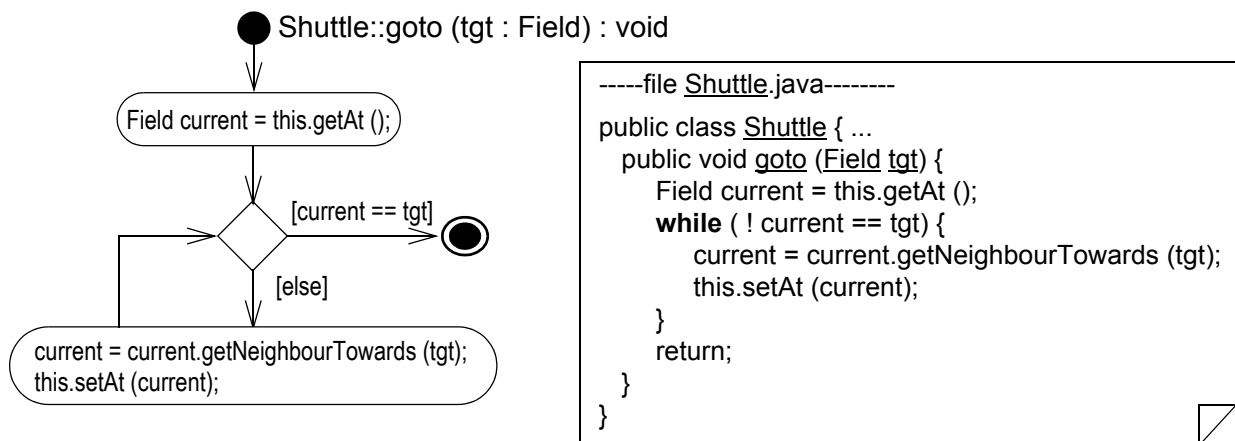 Shuttle::goto (tgt : Field) : void
Field current = this.getAt ();
[current == tgt]
[else]
current = current.getNeighbourTowards (tgt);
this.setAt (current);
-----file Shuttle.java--------
public class Shuttle { ...
public void goto (Field tgt) {
Field current = this.getAt ();
while ( ! current == tgt) {
current = current.getNeighbourTowards (tgt);
this.setAt (current);
}
return;
}
}